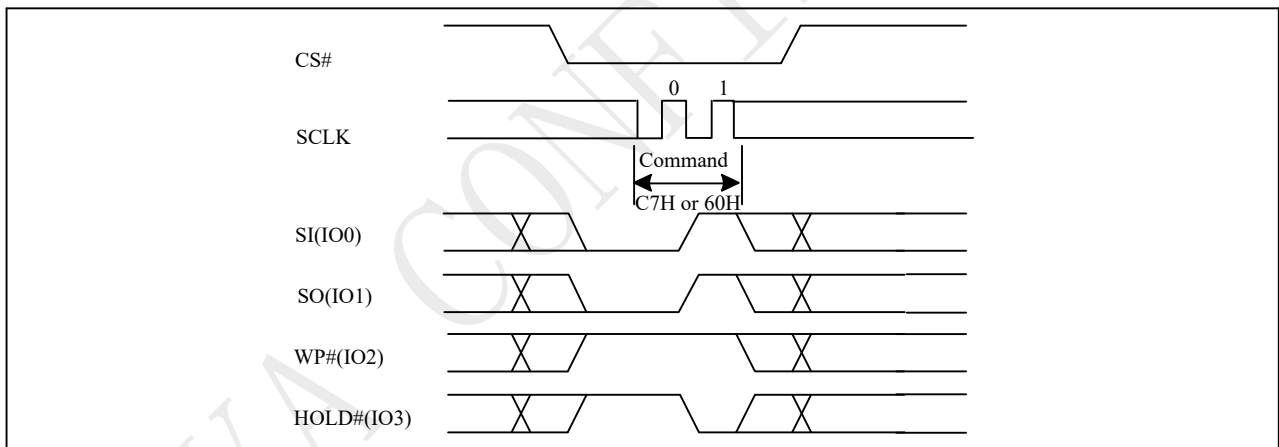 CS#
0 1
SCLK
Command
C7H or 60H
SI(IO0)
SO(IO1)
WP#(IO2)
HOLD#(IO3)